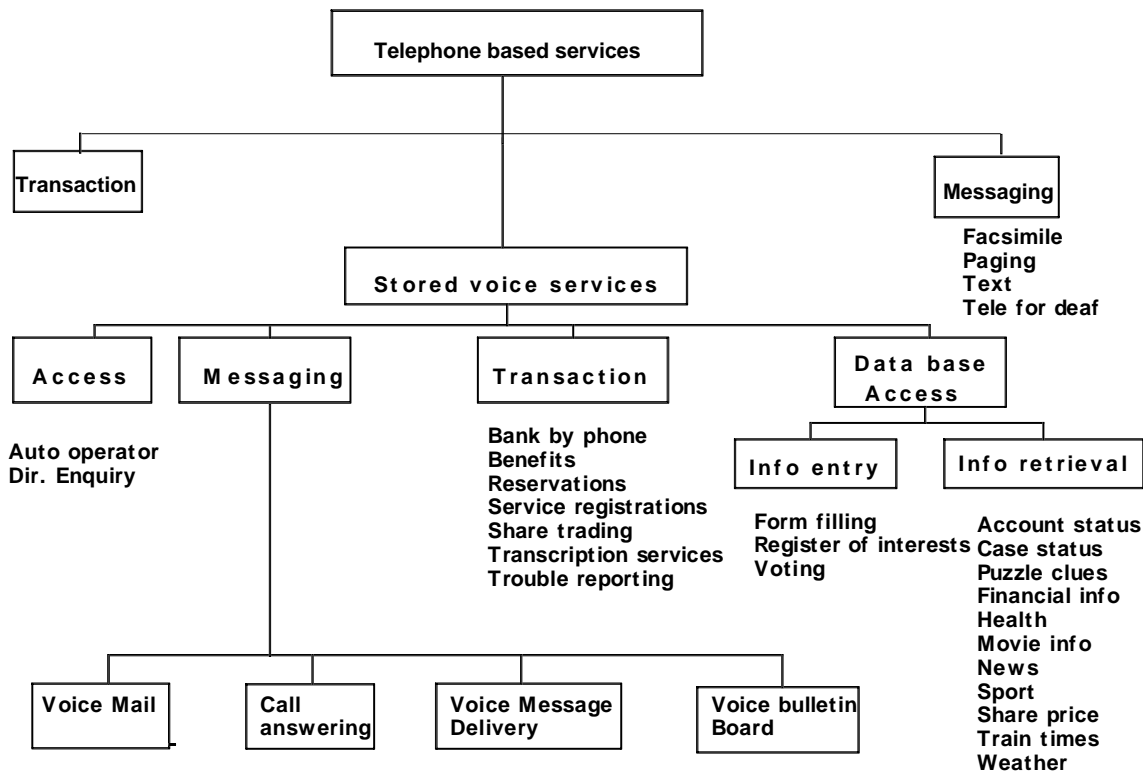 Telephone based services
Transaction
Messaging
Facsimile
Paging
Text
Tele for deaf
Stored voice services
Access
Auto operator
Dir. Enquiry
Messaging
Transaction
Bank by phone
Benefits
Reservations
Service registrations
Share trading
Transcription services
Trouble reporting
Data base
Access
Info entry
Form filling
Register of interests
Voting
Info retrieval
Account status
Case status
Puzzle clues
Financial info
Health
Movie info
News
Sport
Share price
Train times
Weather
Voice Mail
Call
answering
Voice Message
Delivery
Voice bulletin
Board